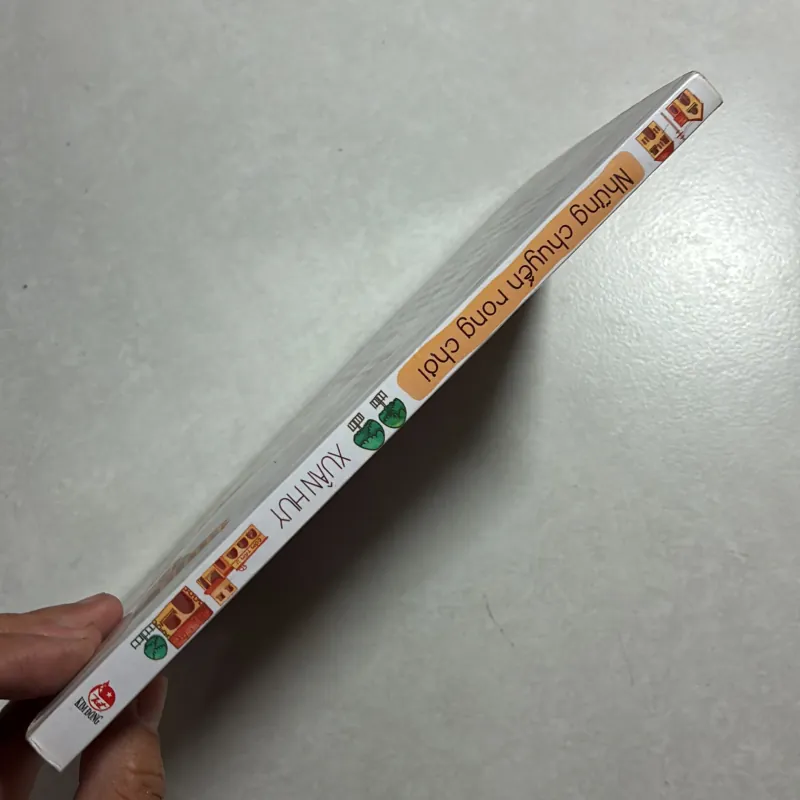 Những chuyến rong chơi
XUÂN HUY
KIM ĐỒNG